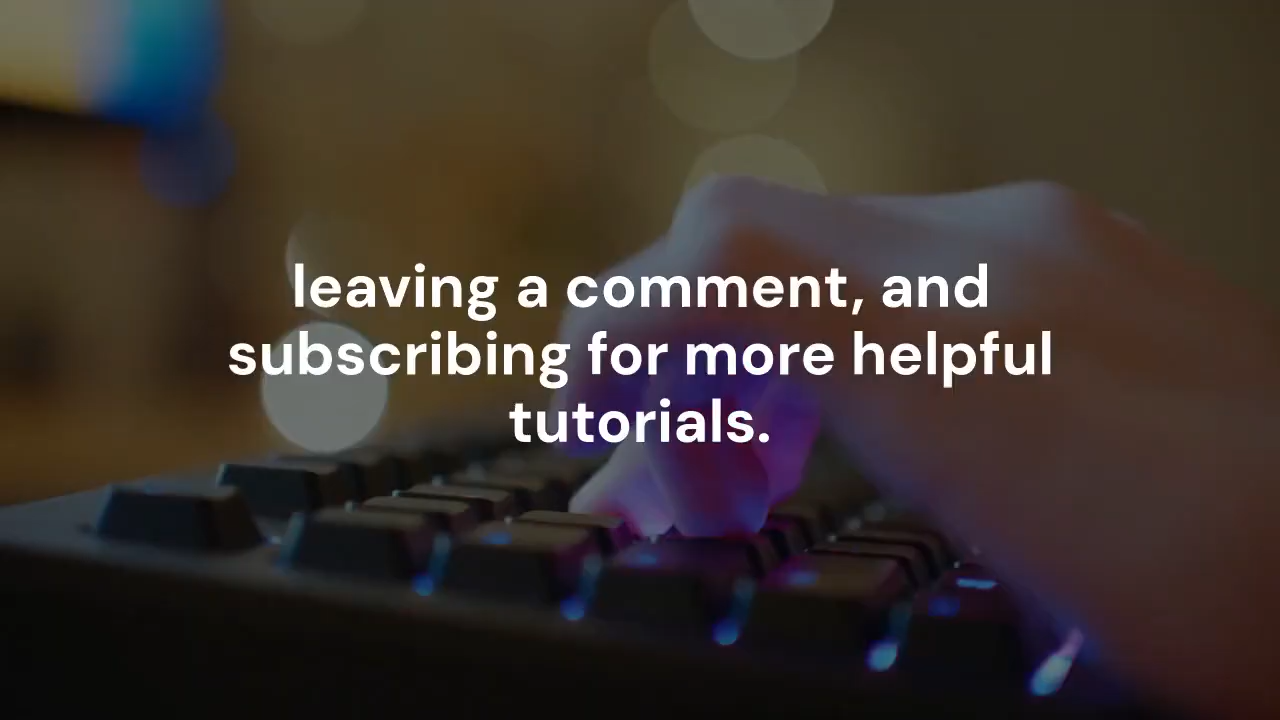 leaving a comment, and
subscribing for more helpful
tutorials.